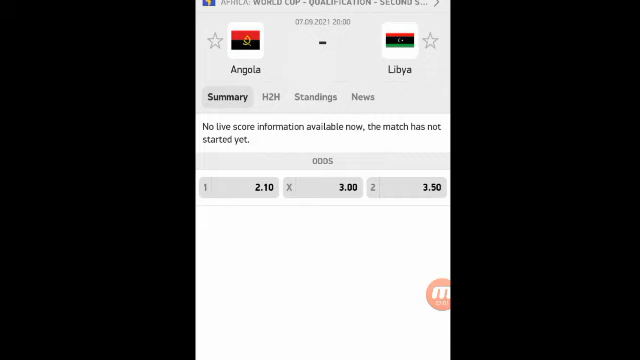 AFRICA: WORLD CUP - QUALIFICATION - SECOND S...
07.09.2021 20:00
-
Angola
Libya
Summary H2H Standings News
No live score information available now, the match has not
started yet.
ODDS
1 2.10 X 3.00 2 3.50